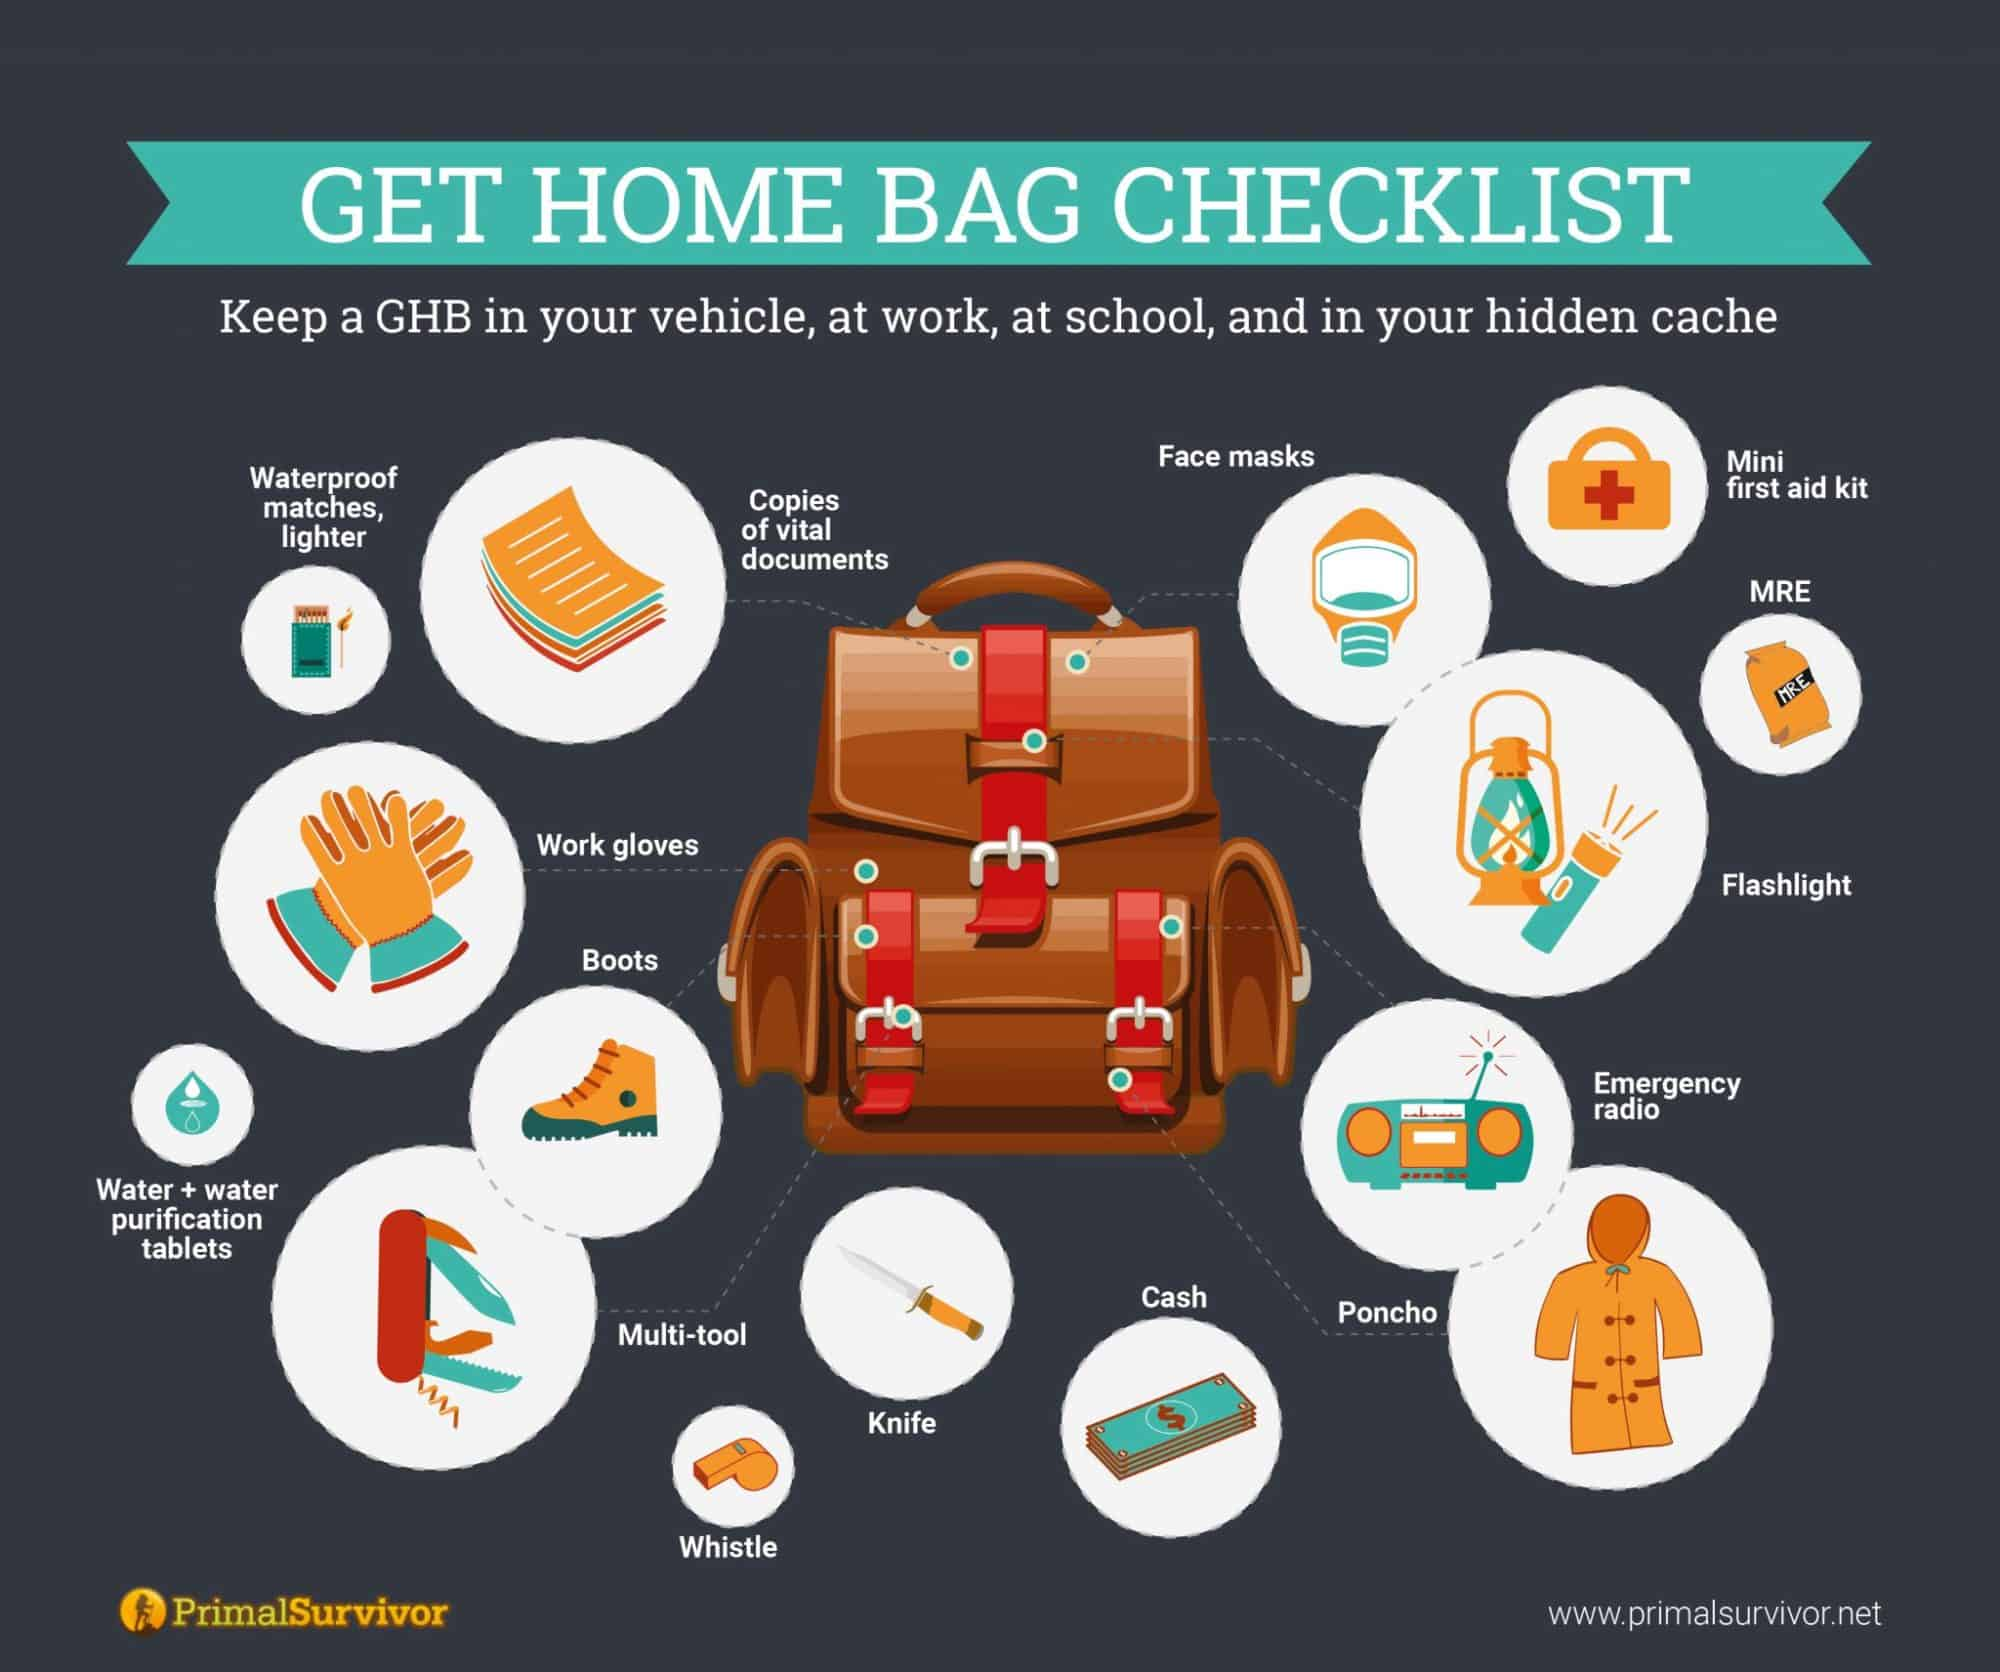 GET HOME BAG CHECKLIST
Keep a GHB in your vehicle, at work, at school, and in your hidden cache
Waterproof
matches,
lighter
Copies
of vital
documents
Face masks
Mini
first aid kit
MRE
MRE
Work gloves
Flashlight
Boots
Emergency
radio
Water + water
purification
tablets
Multi-tool
Knife
Cash
$
Poncho
Whistle
PrimalSurvivor
www.primalsurvivor.net